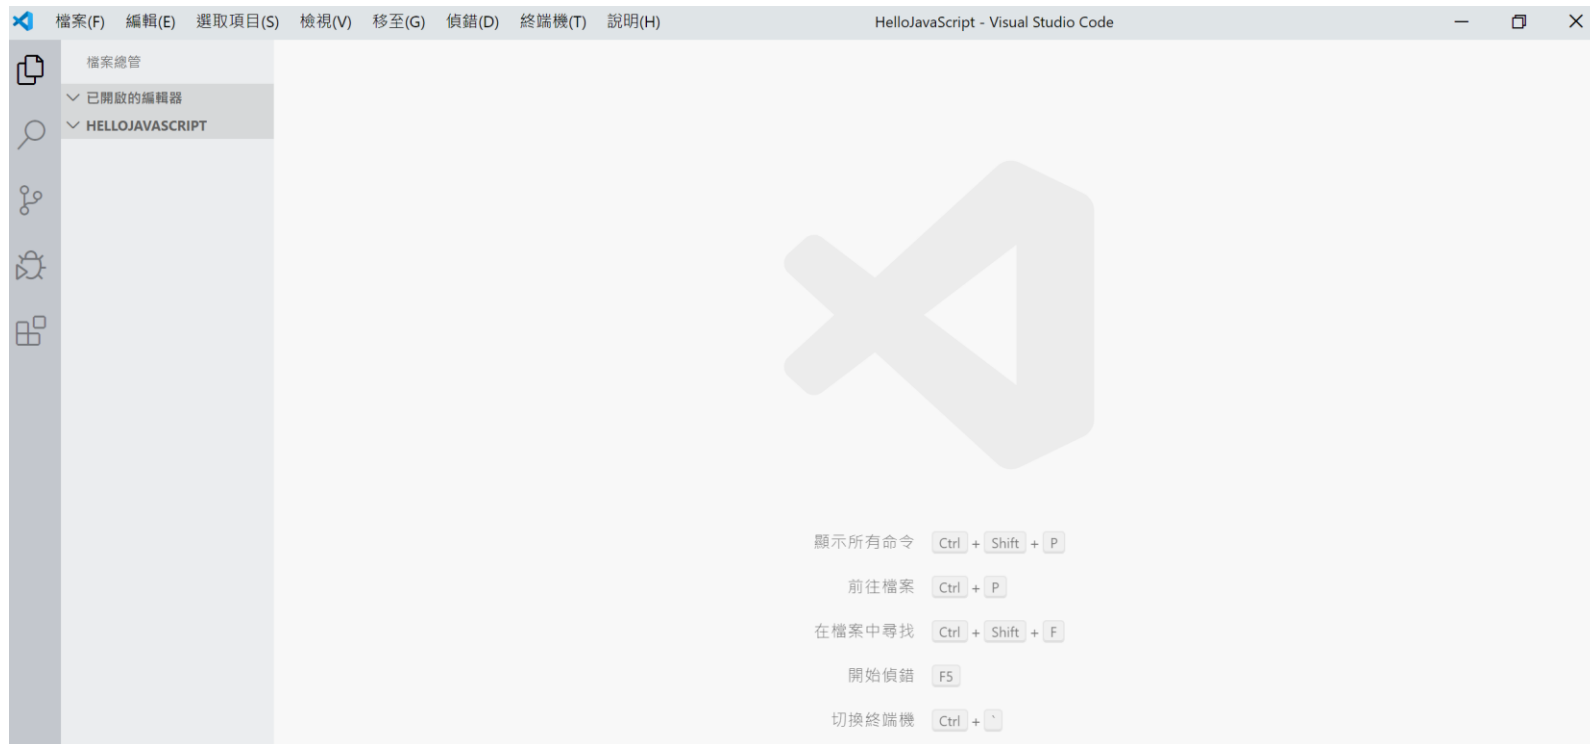 檔案(F) 編輯(E) 選取項目(S) 檢視(V) 移至(G) 偵錯(D) 終端機(T) 說明(H) HelloJavaScript - Visual Studio Code
檔案總管
已開啟的編輯器
HELLOJAVASCRIPT
顯示所有命令 Ctrl + Shift + P
前往檔案 Ctrl + P
在檔案中尋找 Ctrl + Shift + F
開始偵錯 F5
切換終端機 Ctrl + `